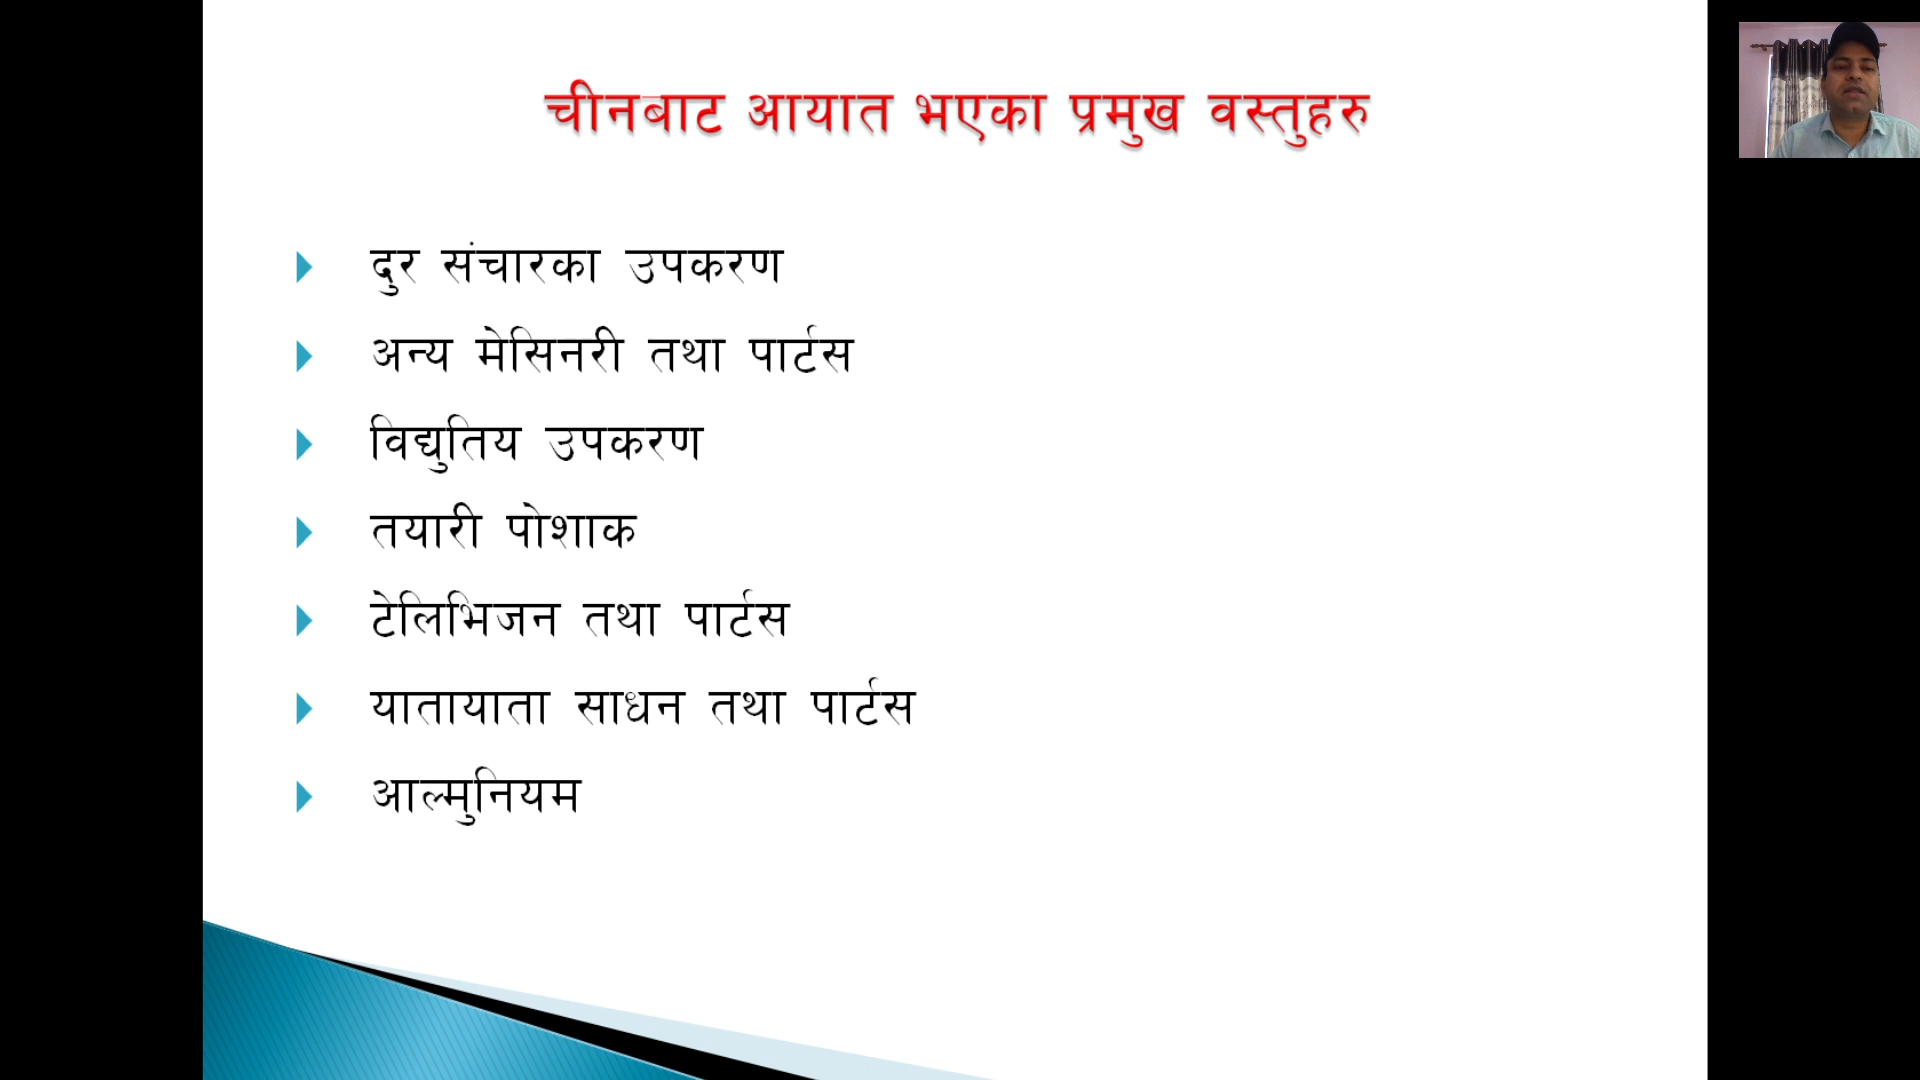 चीनबाट आयात भएका प्रमुख वस्तुहरु
दुर संचारका उपकरण
अन्य मेसिनरी तथा पार्टस
विद्युतिय उपकरण
तयारी पोशाक
टेलिभिजन तथा पार्टस
यातायाता साधन तथा पार्टस
आल्मुनियम